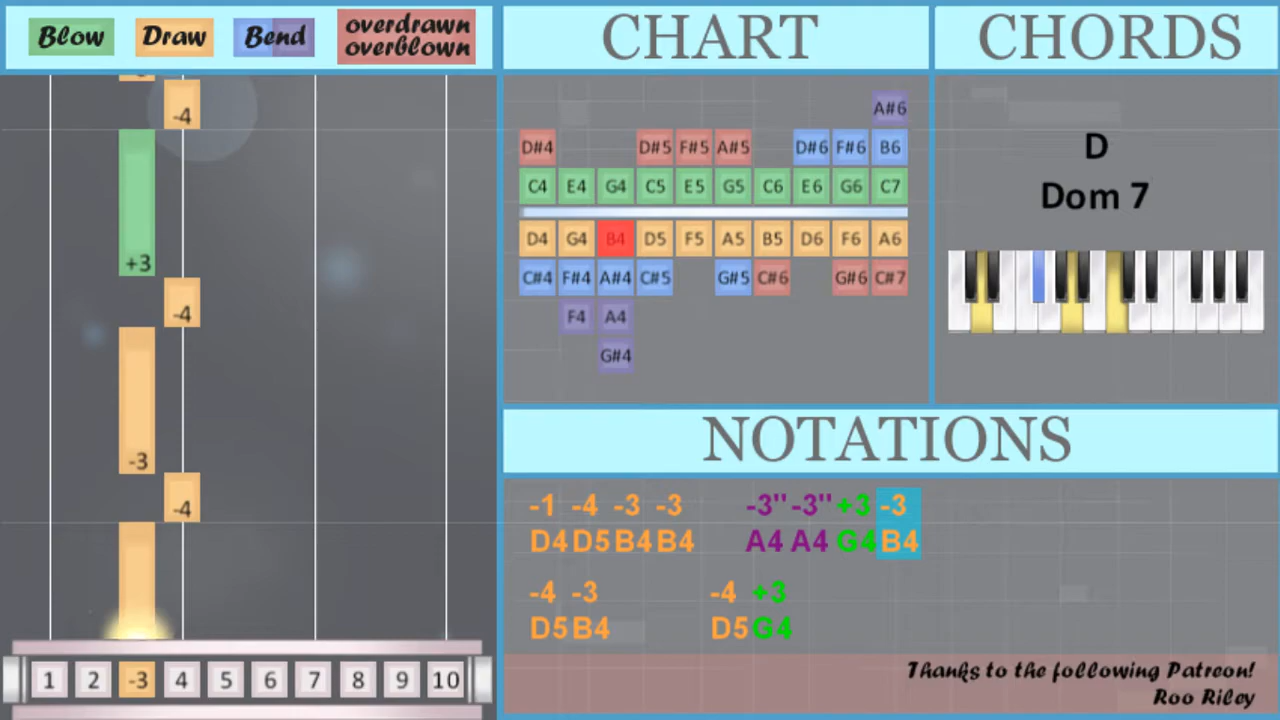 Blow Draw Bend overdrawn
overblown
CHART
CHORDS
-4
+3
-4
-3
-4
1 2 -3 4 5 6 7 8 9 10
A#6
D#4 D#5 F#5 A#5 D#6 F#6 B6
C4 E4 G4 C5 E5 G5 C6 E6 G6 C7
D4 G4 B4 D5 F5 A5 B5 D6 F6 A6
C#4 F#4 A#4 C#5 G#5 C#6 G#6 C#7
F4 A4
G#4
D
Dom 7
NOTATIONS
-1 -4 -3 -3 -3" -3" +3 -3
D4 D5 B4 B4 A4 A4 G4 B4
-4 -3 -4 +3
D5 B4 D5 G4
Thanks to the following Patreon!
Roo Riley